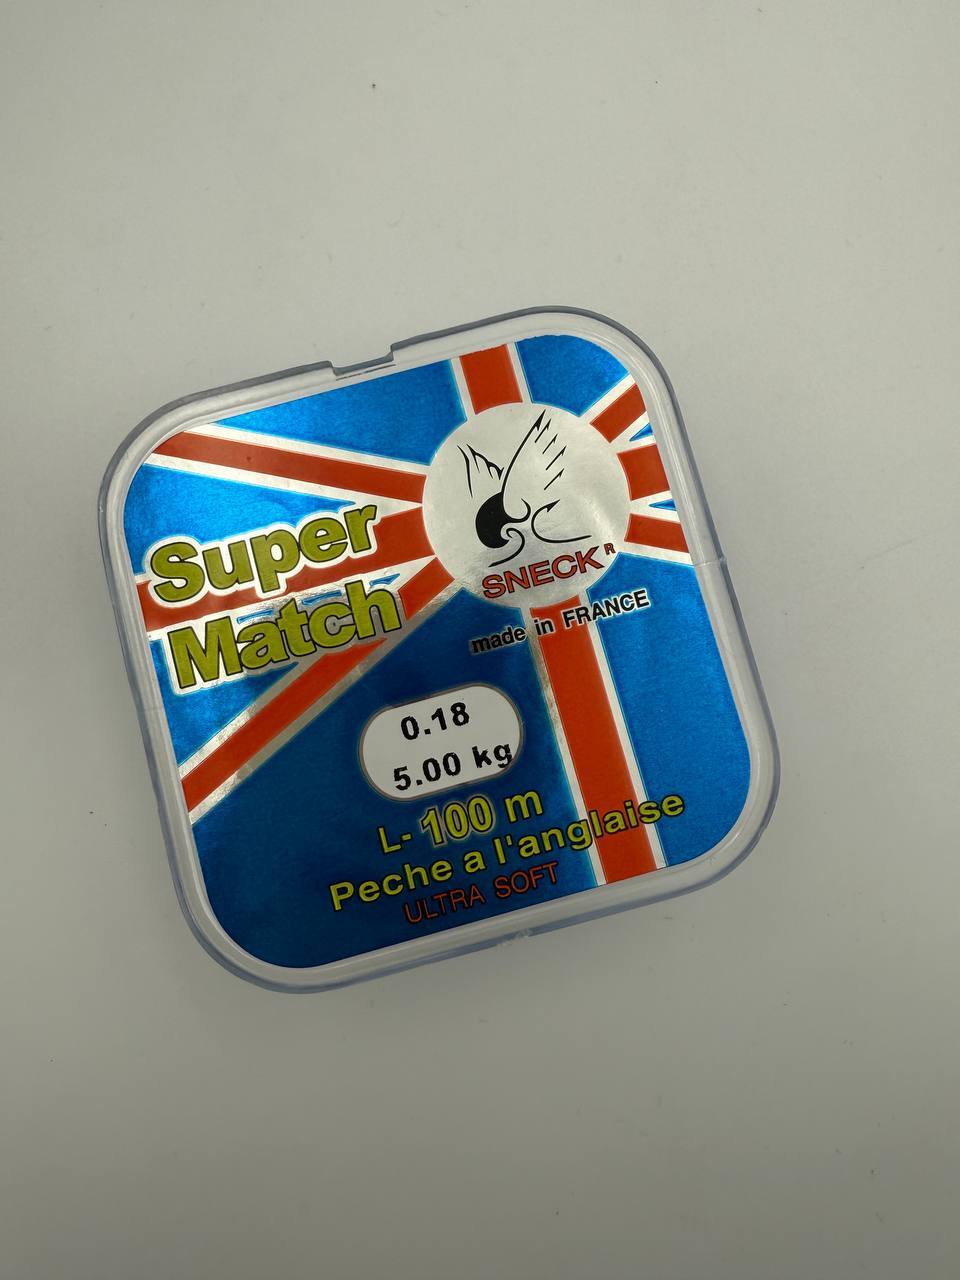 Super
Match
SNECK R
made in FRANCE
0.18
5.00 kg
L- 100 m
Peche a l'anglaise
ULTRA SOFT